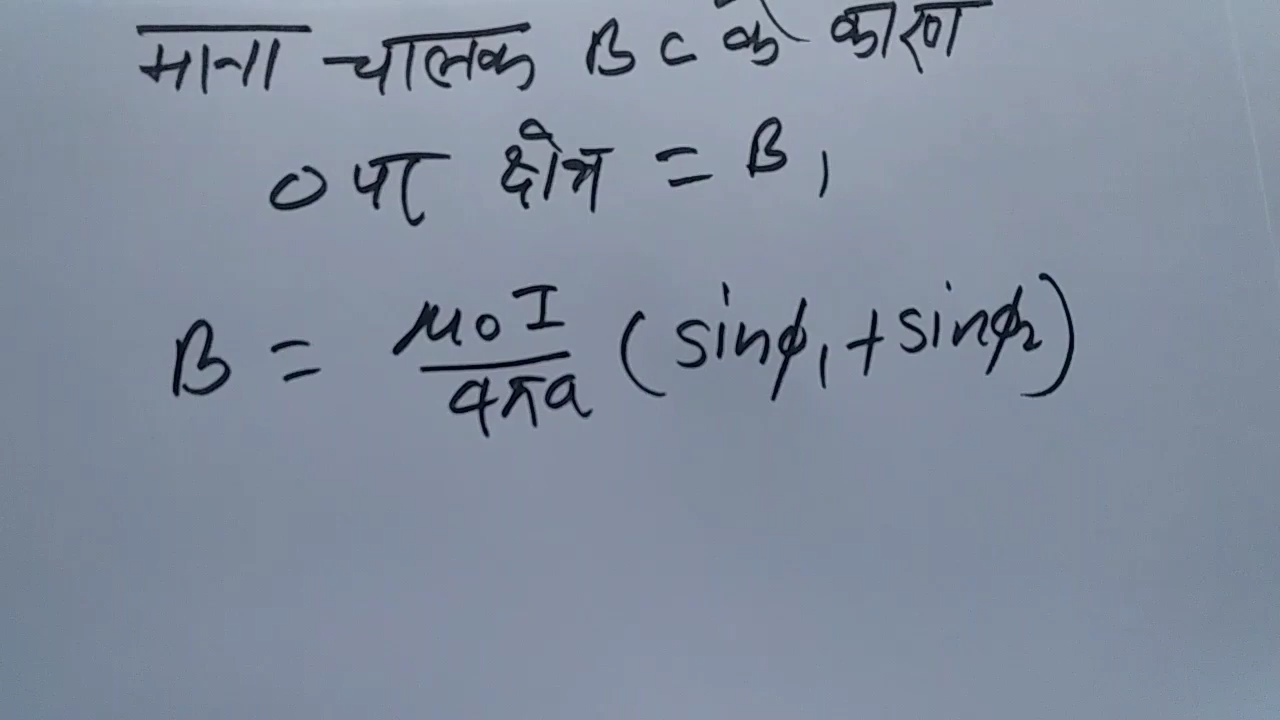 माना चालक BC के कारण
O पर क्षेत्र = B₁
B = μ₀I / 4πa (sinϕ₁ + sinϕ₂)